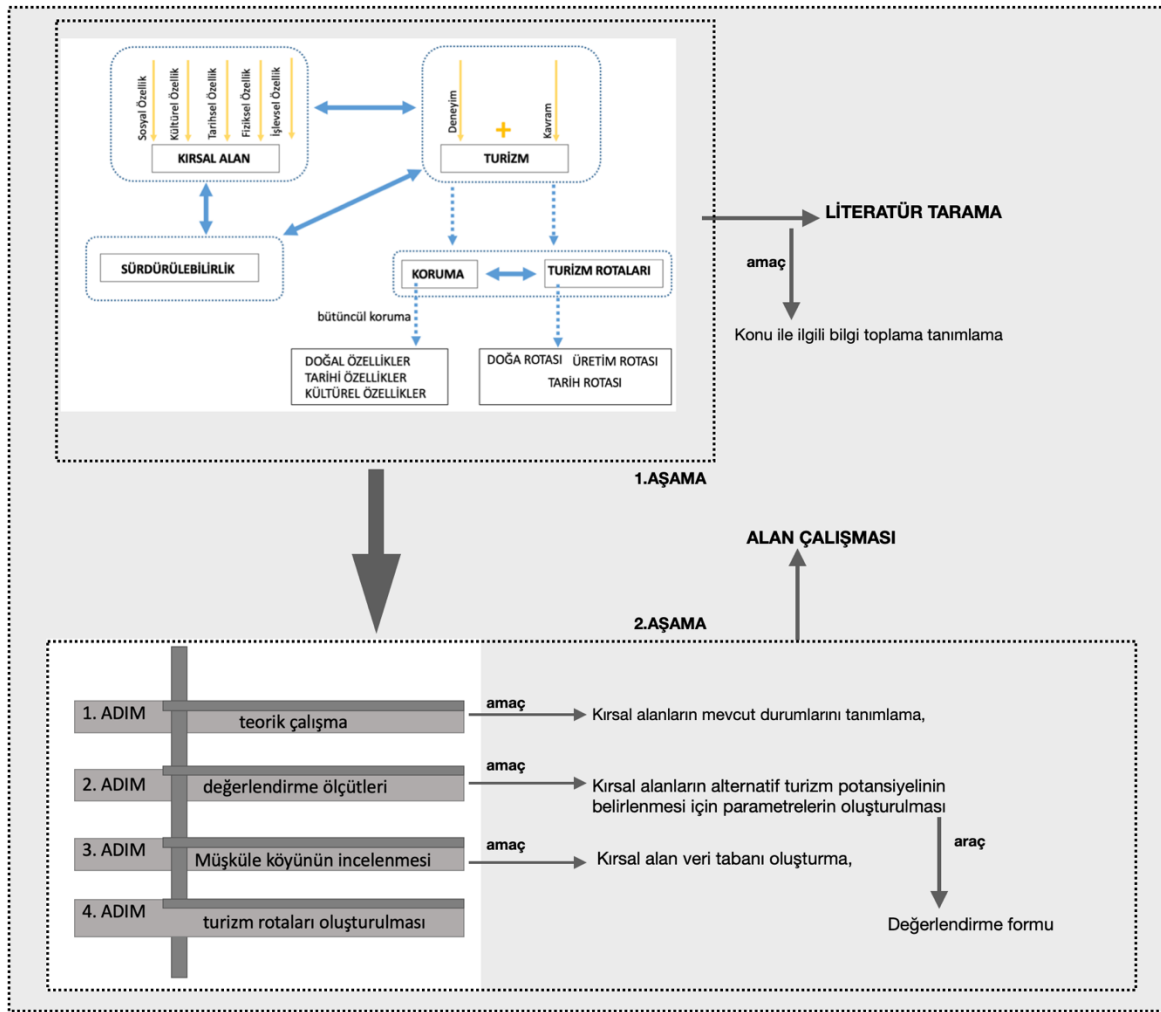 Sosyal Özellik
Kültürel Özellik
Tarihsel Özellik
Fiziksel Özellik
İşlevsel Özellik
KIRSAL ALAN
Deneyim
+
Kavram
TURİZM
SÜRDÜRÜLEBİLİRLİK
KORUMA
TURİZM ROTALARI
bütüncül koruma
DOĞAL ÖZELLİKLER
TARİHİ ÖZELLİKLER
KÜLTÜREL ÖZELLİKLER
DOĞA ROTASI
ÜRETİM ROTASI
TARİH ROTASI
LİTERATÜR TARAMA
amaç
Konu ile ilgili bilgi toplama tanımlama
1.AŞAMA
ALAN ÇALIŞMASI
2.AŞAMA
1. ADIM
teorik çalışma
amaç
Kırsal alanların mevcut durumlarını tanımlama,
2. ADIM
değerlendirme ölçütleri
amaç
Kırsal alanların alternatif turizm potansiyelinin
belirlenmesi için parametrelerin oluşturulması
araç
Değerlendirme formu
3. ADIM
Müşküle köyünün incelenmesi
amaç
Kırsal alan veri tabanı oluşturma,
4. ADIM
turizm rotaları oluşturulması